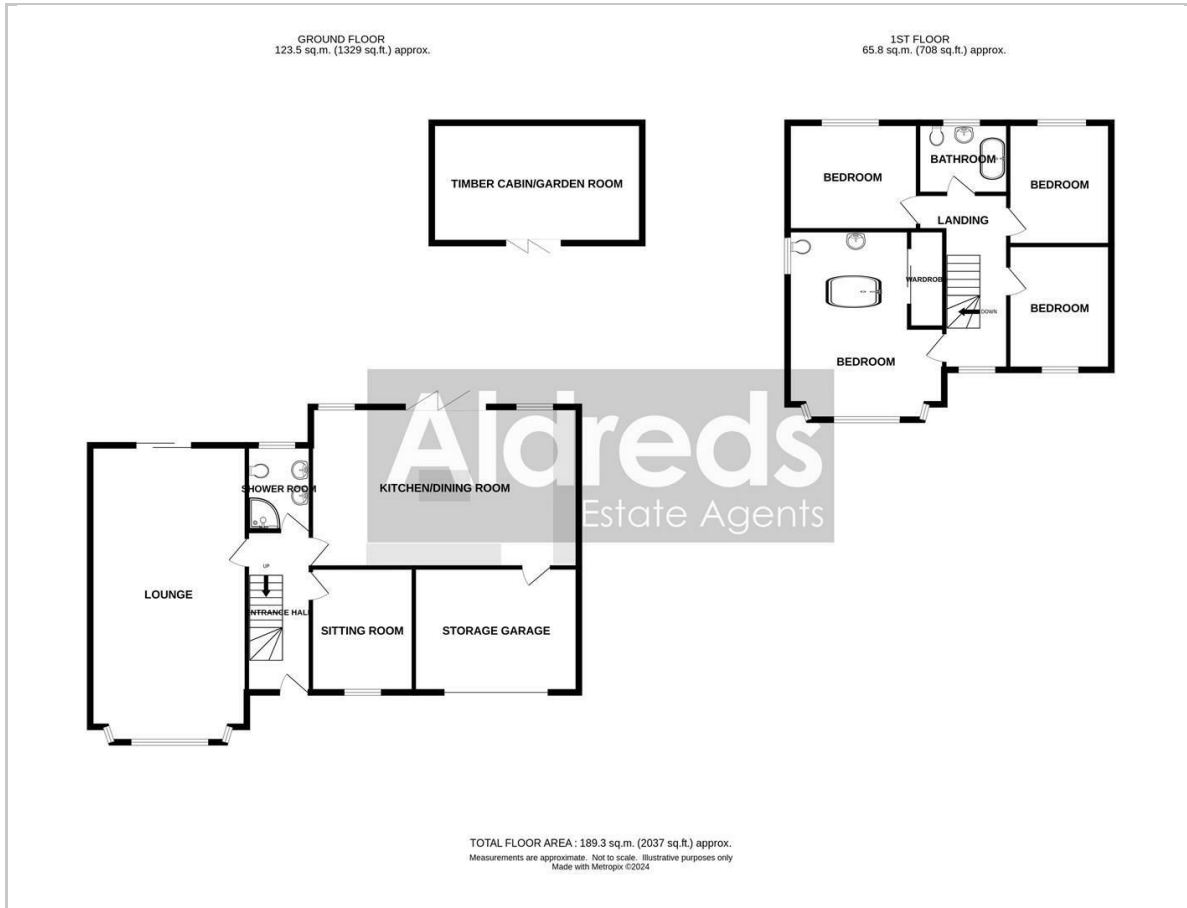 GROUND FLOOR
123.5 sq.m. (1329 sq.ft.) approx.
1ST FLOOR
65.8 sq.m. (708 sq.ft.) approx.
TIMBER CABIN/GARDEN ROOM
BEDROOM
BATHROOM
BEDROOM
LANDING
WARDROB
DOWN
BEDROOM
BEDROOM
Aldreds
Estate Agents
KITCHEN/DINING ROOM
SHOWER ROOM
UP
LOUNGE
ENTRANCE HALL
SITTING ROOM
STORAGE GARAGE
TOTAL FLOOR AREA : 189.3 sq.m. (2037 sq.ft.) approx.
Measurements are approximate. Not to scale. Illustrative purposes only
Made with Metropix ©2024